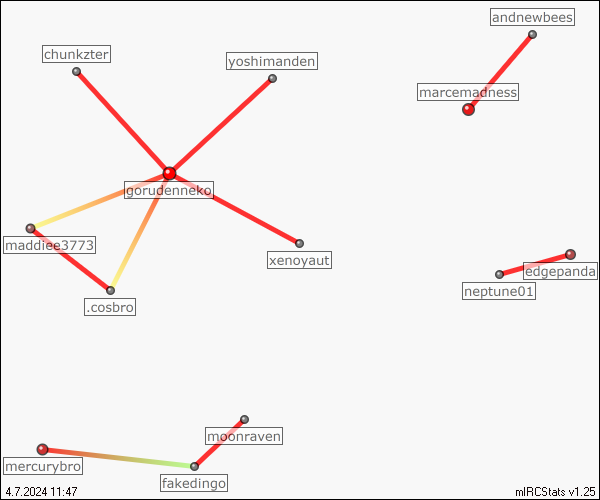 andnewbees
chunkzter
yoshimanden
marcemadness
gorudenneko
maddiee3773
xenoyaut
edgepanda
neptune01
.cosbro
moonraven
mercurybro
fakedingo
4.7.2024 11:47
mIRCStats v1.25